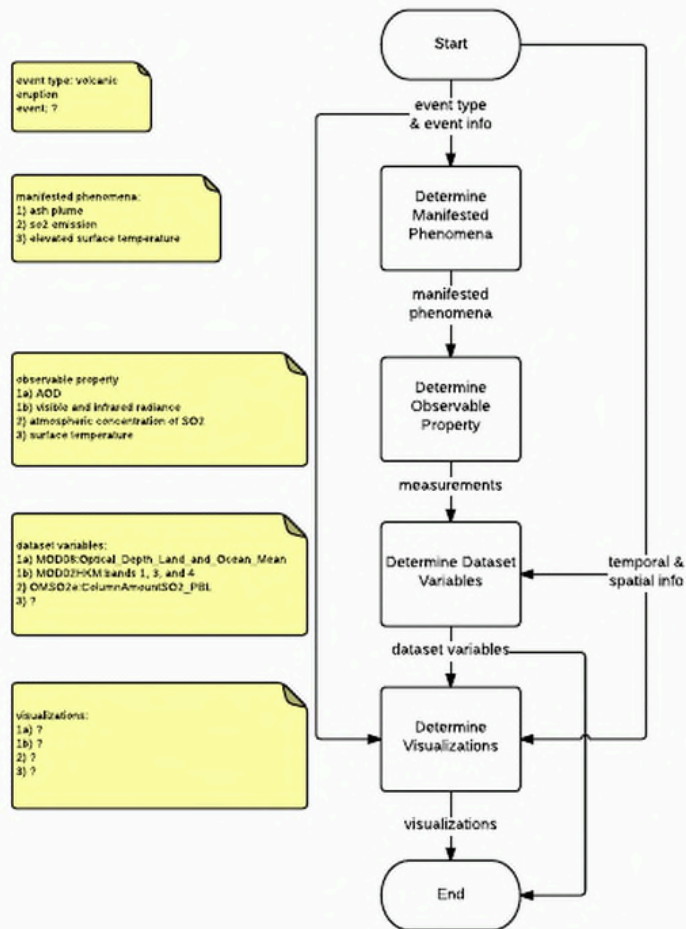 Start
event type: volcanic
eruption
event: ?
event type
& event info
manifested phenomena:
1) ash plume
2) so2 emission
3) elevated surface temperature
Determine
Manifested
Phenomena
manifested
phenomena
observable property
1a) AOD
1b) visible and infrared radiance
2) atmospheric concentration of SO2
3) surface temperature
Determine
Observable
Property
measurements
dataset variables:
1a) MOD08:Optical_Depth_Land_and_Ocean_Mean
1b) MOD02HKM:bands 1, 3, and 4
2) OMSO2e:ColumnAmountSO2_PBL
3) ?
Determine Dataset
Variables
temporal &
spatial info
dataset variables
visualizations:
1a) ?
1b) ?
2) ?
3) ?
Determine
Visualizations
visualizations
End